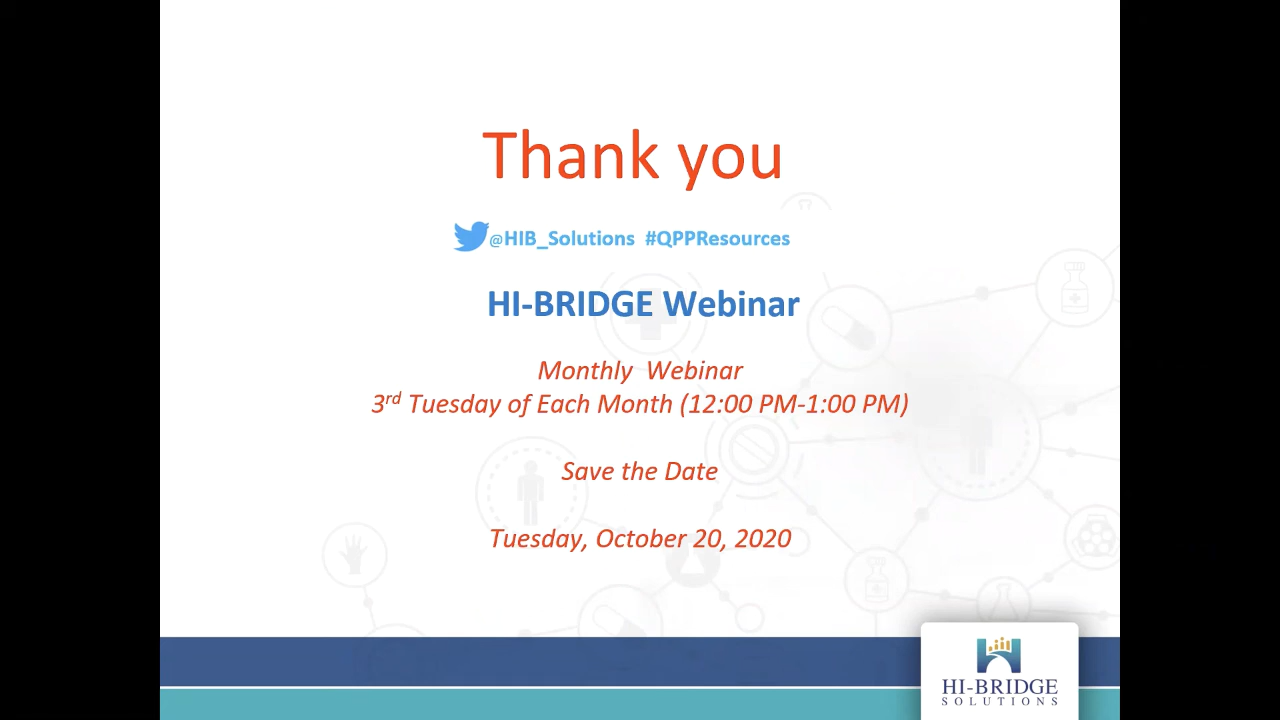 Thank you
@HIB_Solutions #QPPResources
HI-BRIDGE Webinar
Monthly Webinar
3rd Tuesday of Each Month (12:00 PM-1:00 PM)
Save the Date
Tuesday, October 20, 2020
HI-BRIDGE
SOLUTIONS